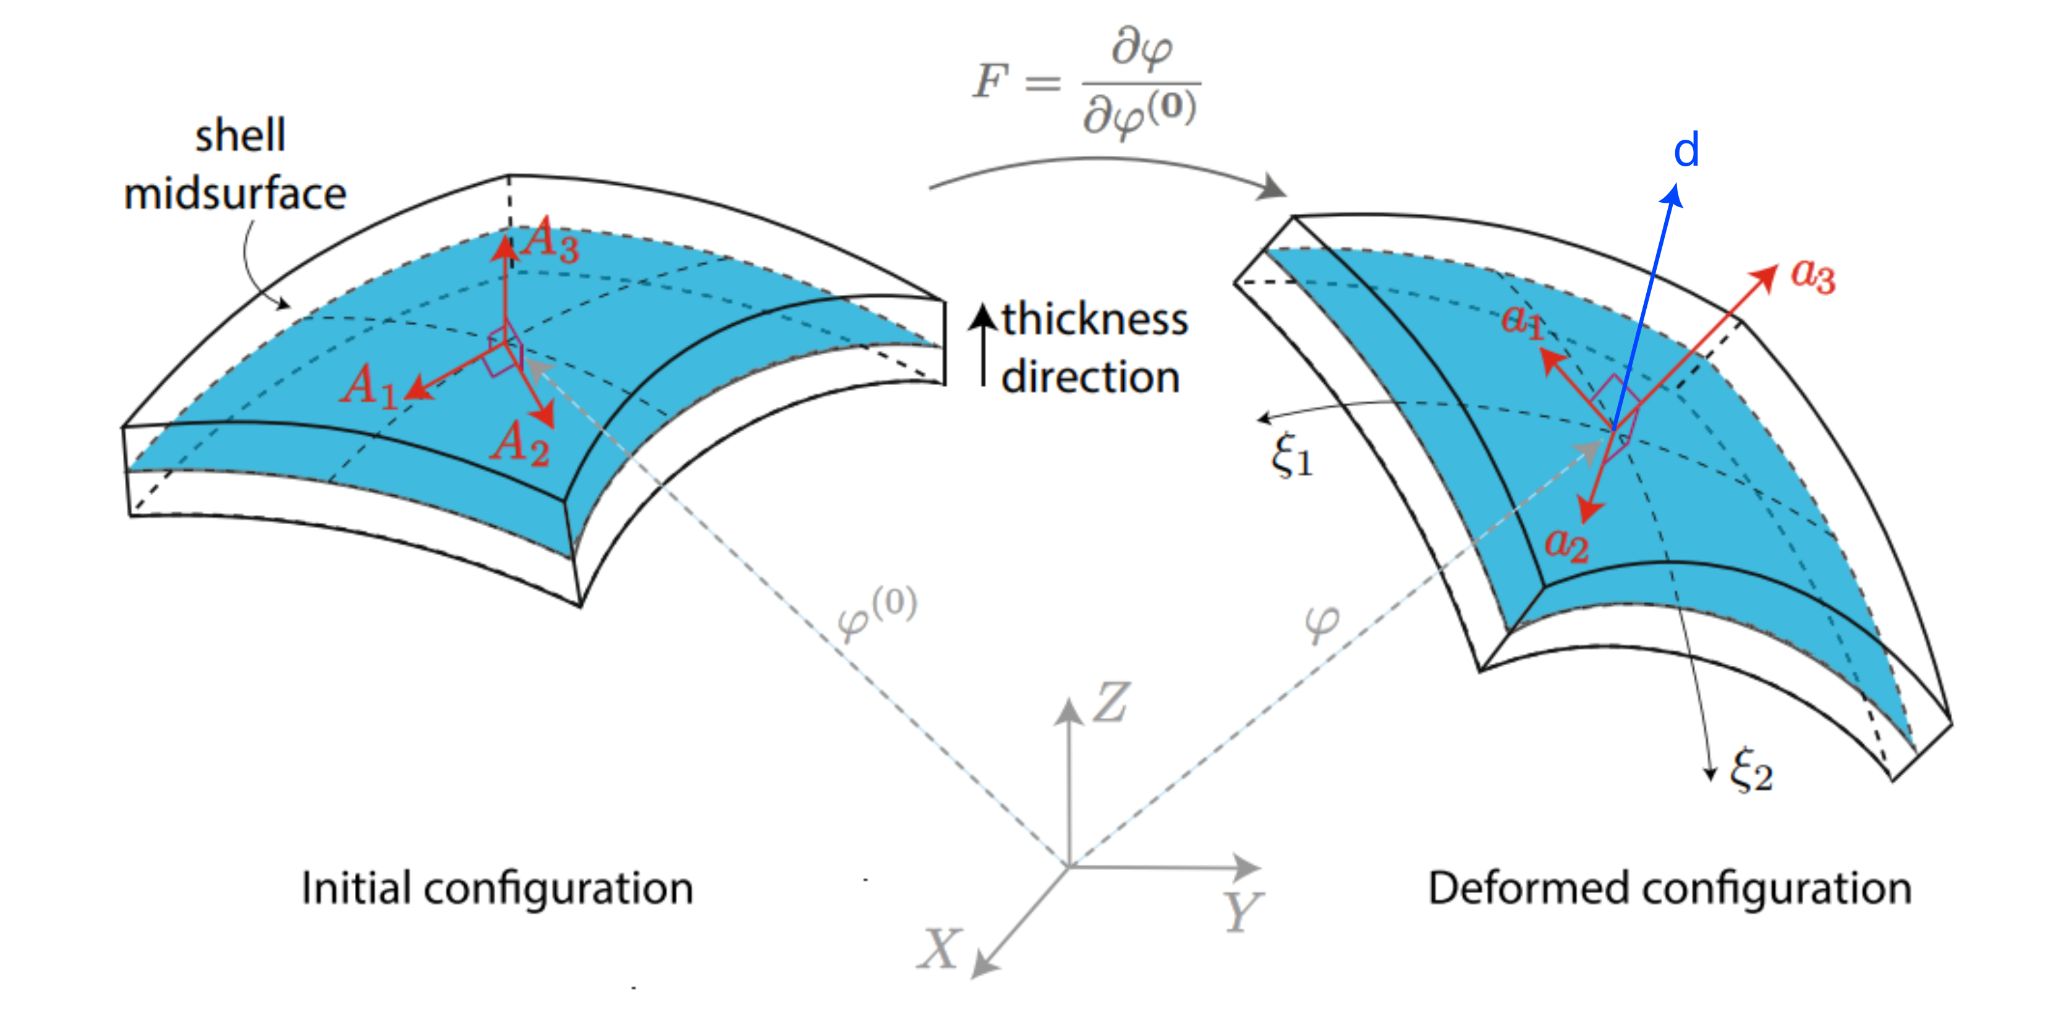 F = ∂φ / ∂φ^(0)
shell
midsurface
d
A₃
a₃
a₁
thickness
direction
A₁
A₂
ξ₁
a₂
φ^(0)
φ
Z
ξ₂
Initial configuration
Deformed configuration
Y
X